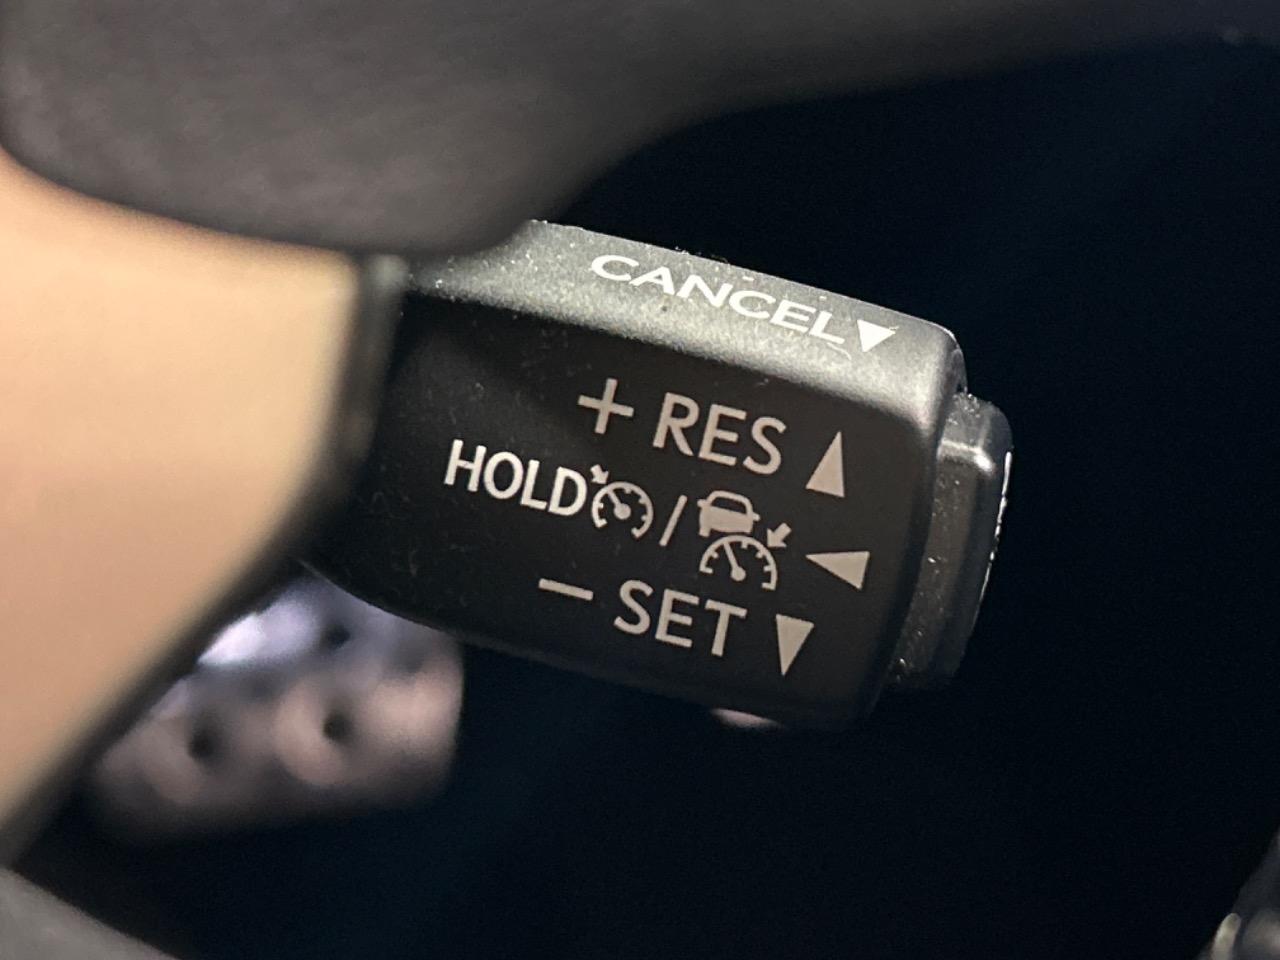 CANCEL▼
+ RES ▲
HOLD / ◀
− SET ▼